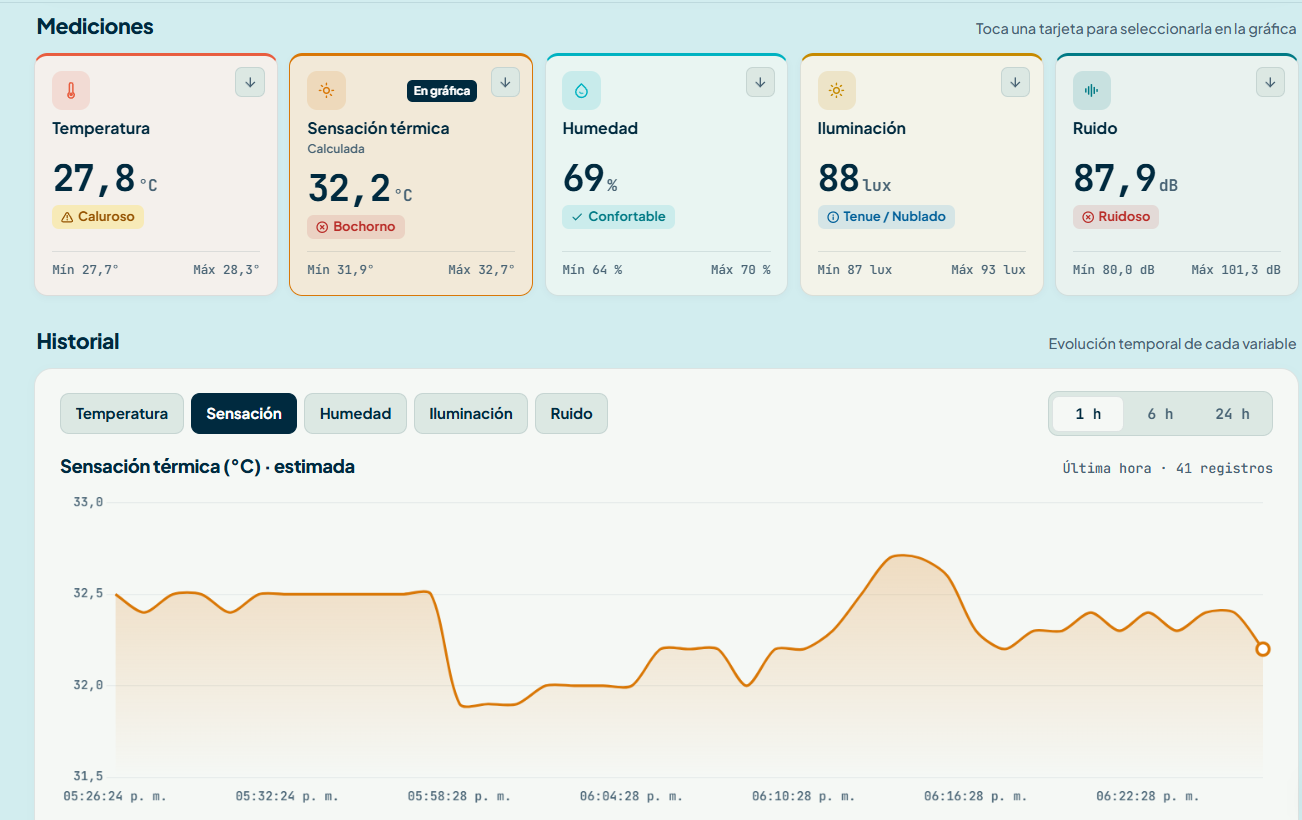 Mediciones
Toca una tarjeta para seleccionarla en la gráfica
Temperatura
27,8 °C
Caluroso
Mín 27,7° Máx 28,3°
En gráfica
Sensación térmica
Calculada
32,2 °C
Bochorno
Mín 31,9° Máx 32,7°
Humedad
69 %
Confortable
Mín 64 % Máx 70 %
Iluminación
88 lux
Tenue / Nublado
Mín 87 lux Máx 93 lux
Ruido
87,9 dB
Ruidoso
Mín 80,0 dB Máx 101,3 dB
Historial
Evolución temporal de cada variable
Temperatura Sensación Humedad Iluminación Ruido
1 h 6 h 24 h
Sensación térmica (°C) · estimada
Última hora · 41 registros
33,0
32,5
32,0
31,5
05:26:24 p. m. 05:32:24 p. m. 05:58:28 p. m. 06:04:28 p. m. 06:10:28 p. m. 06:16:28 p. m. 06:22:28 p. m.